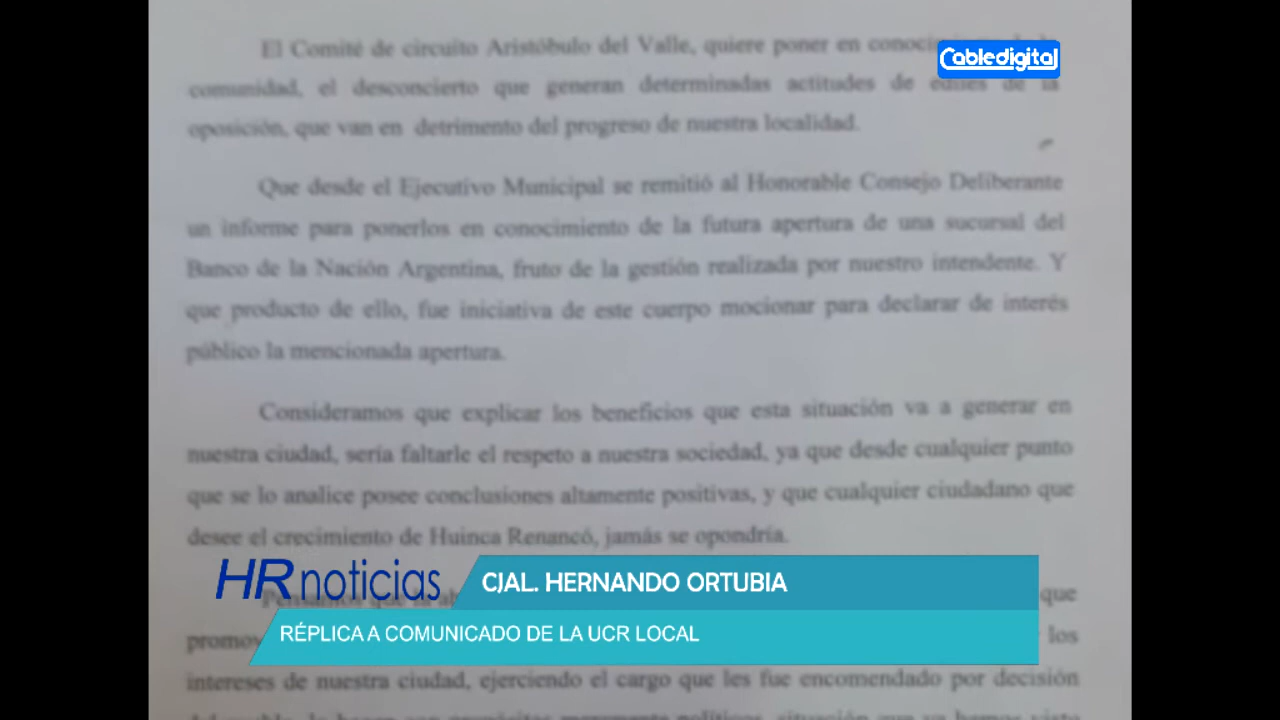 El Comité de circuito Aristóbulo del Valle, quiere poner en
Cabledigital
comunidad, el desconcierto que generan determinadas actitudes de ediles de la
oposición, que van en detrimento del progreso de nuestra localidad.
Que desde el Ejecutivo Municipal se remitió al Honorable Consejo Deliberante
un informe para ponerlos en conocimiento de la futura apertura de una sucursal del
Banco de la Nación Argentina, fruto de la gestión realizada por nuestro intendente. Y
que producto de ello, fue iniciativa de este cuerpo mocionar para declarar de interés
público la mencionada apertura.
Consideramos que explicar los beneficios que esta situación va a generar en
nuestra ciudad, sería faltarle el respeto a nuestra sociedad, ya que desde cualquier punto
que se lo analice posee conclusiones altamente positivas, y que cualquier ciudadano que
desee el crecimiento de Huinca Renancó, jamás se opondría.
HR noticias
CJAL. HERNANDO ORTUBIA
Pensamos que la que
RÉPLICA A COMUNICADO DE LA UCR LOCAL
los
intereses de nuestra ciudad, ejerciendo el cargo que les fue encomendado por decisión